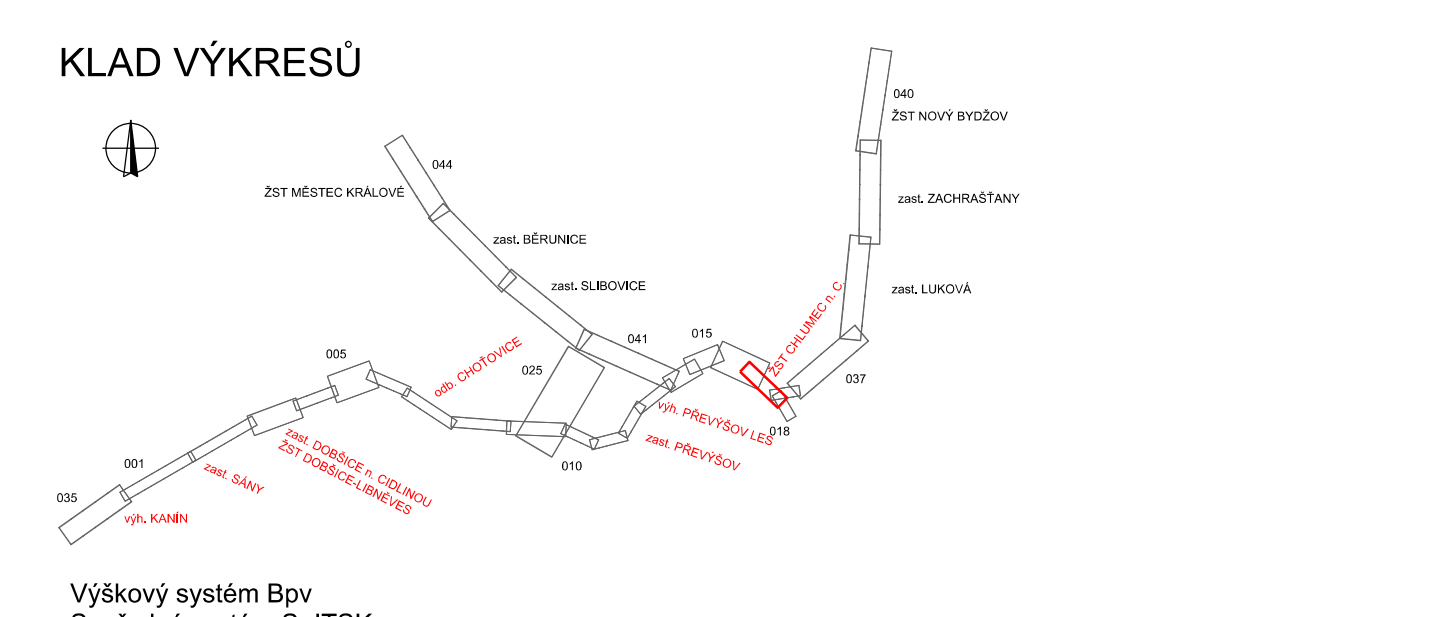 KLAD VÝKRESŮ
040
ŽST NOVÝ BYDŽOV
044
ŽST MĚSTEC KRÁLOVÉ
zast. ZACHRAŠŤANY
zast. BĚRUNICE
zast. SLIBOVICE
zast. LUKOVÁ
ŽST CHLUMEC n. C.
015
041
005
odb. CHOŤOVICE
025
037
výh. PŘEVÝŠOV LES
018
zast. PŘEVÝŠOV
010
zast. DOBŠICE n. CIDLINOU
ŽST DOBŠICE-LIBNĚVES
001
zast. SÁNY
035
výh. KANÍN
Výškový systém Bpv